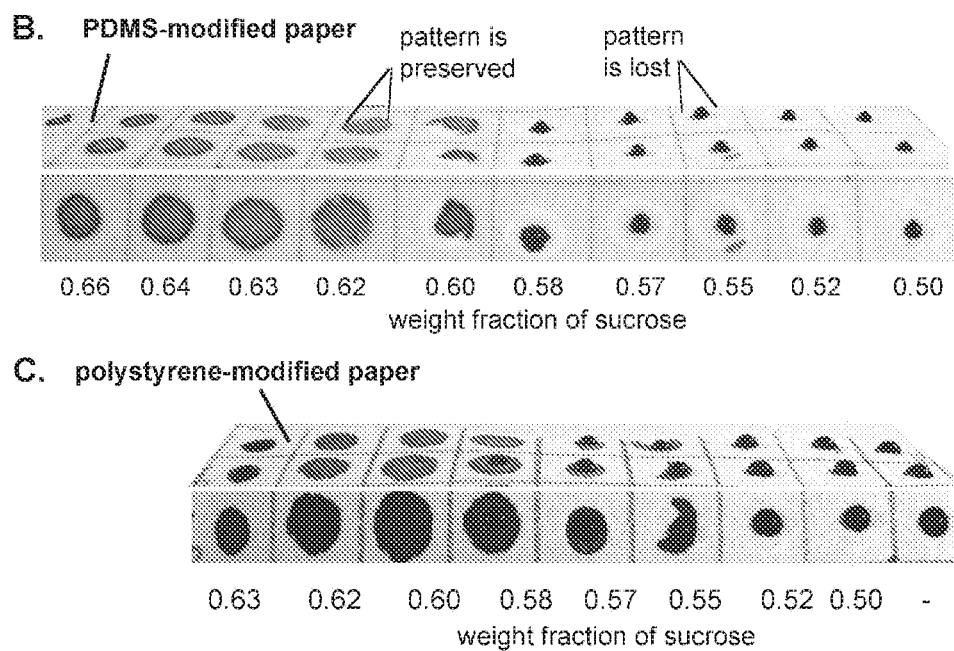 B. PDMS-modified paper
pattern is
preserved
pattern
is lost
0.66 0.64 0.63 0.62 0.60 0.58 0.57 0.55 0.52 0.50
weight fraction of sucrose
C. polystyrene-modified paper
0.63 0.62 0.60 0.58 0.57 0.55 0.52 0.50 -
weight fraction of sucrose